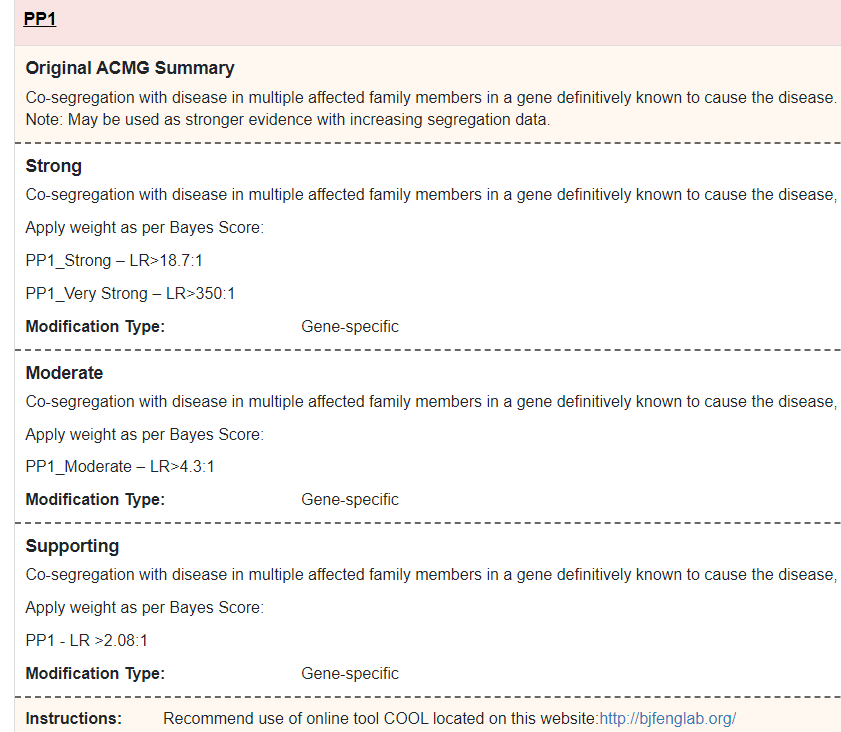 PP1
Original ACMG Summary
Co-segregation with disease in multiple affected family members in a gene definitively known to cause the disease.
Note: May be used as stronger evidence with increasing segregation data.
Strong
Co-segregation with disease in multiple affected family members in a gene definitively known to cause the disease,
Apply weight as per Bayes Score:
PP1_Strong – LR>18.7:1
PP1_Very Strong – LR>350:1
Modification Type: Gene-specific
Moderate
Co-segregation with disease in multiple affected family members in a gene definitively known to cause the disease,
Apply weight as per Bayes Score:
PP1_Moderate – LR>4.3:1
Modification Type: Gene-specific
Supporting
Co-segregation with disease in multiple affected family members in a gene definitively known to cause the disease,
Apply weight as per Bayes Score:
PP1 - LR >2.08:1
Modification Type: Gene-specific
Instructions: Recommend use of online tool COOL located on this website:http://bjfenglab.org/